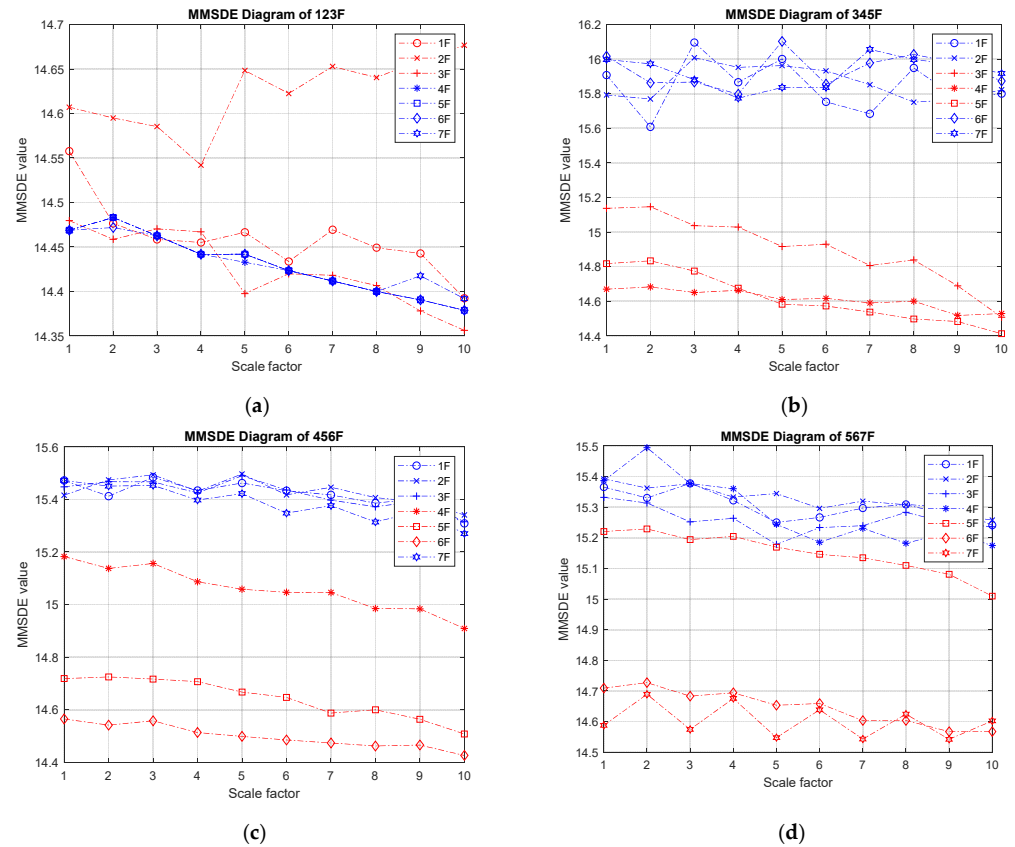 MMSDE Diagram of 123F
MMSDE value
14.7
14.65
14.6
14.55
14.5
14.45
14.4
14.35
1 2 3 4 5 6 7 8 9 10
Scale factor
1F
2F
3F
4F
5F
6F
7F
(a)
MMSDE Diagram of 345F
MMSDE value
16.2
16
15.8
15.6
15.4
15.2
15
14.8
14.6
14.4
1 2 3 4 5 6 7 8 9 10
Scale factor
1F
2F
3F
4F
5F
6F
7F
(b)
MMSDE Diagram of 456F
MMSDE value
15.6
15.4
15.2
15
14.8
14.6
14.4
1 2 3 4 5 6 7 8 9 10
Scale factor
1F
2F
3F
4F
5F
6F
7F
(c)
MMSDE Diagram of 567F
MMSDE value
15.5
15.4
15.3
15.2
15.1
15
14.9
14.8
14.7
14.6
14.5
1 2 3 4 5 6 7 8 9 10
Scale factor
1F
2F
3F
4F
5F
6F
7F
(d)